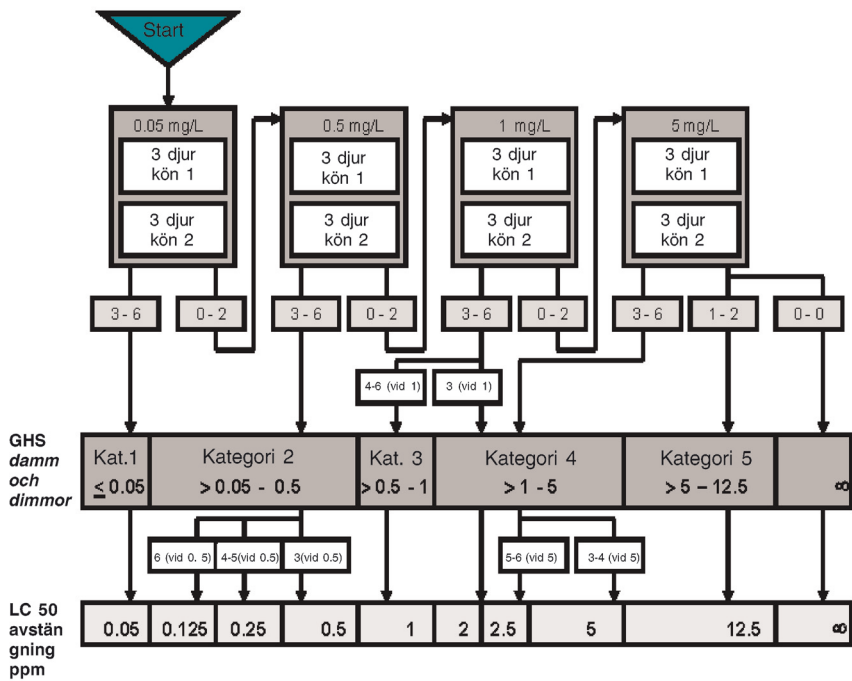 Start
0.05 mg/L
0.5 mg/L
1 mg/L
5 mg/L
3 djur
kön 1
3 djur
kön 1
3 djur
kön 1
3 djur
kön 1
3 djur
kön 2
3 djur
kön 2
3 djur
kön 2
3 djur
kön 2
3 - 6
0 - 2
3 - 6
0 - 2
3 - 6
0 - 2
3 - 6
1 - 2
0 - 0
4-6 (vid 1)
3 (vid 1)
GHS
damm
och
dimmor
Kat.1
≤ 0.05
Kategori 2
> 0.05 - 0.5
Kat. 3
> 0.5 - 1
Kategori 4
> 1 - 5
Kategori 5
> 5 – 12.5
∞
6 (vid 0. 5)
4-5(vid 0.5)
3(vid 0.5)
5-6 (vid 5)
3-4 (vid 5)
LC 50
avstän
gning
ppm
0.05
0.125
0.25
0.5
1
2
2.5
5
12.5
∞